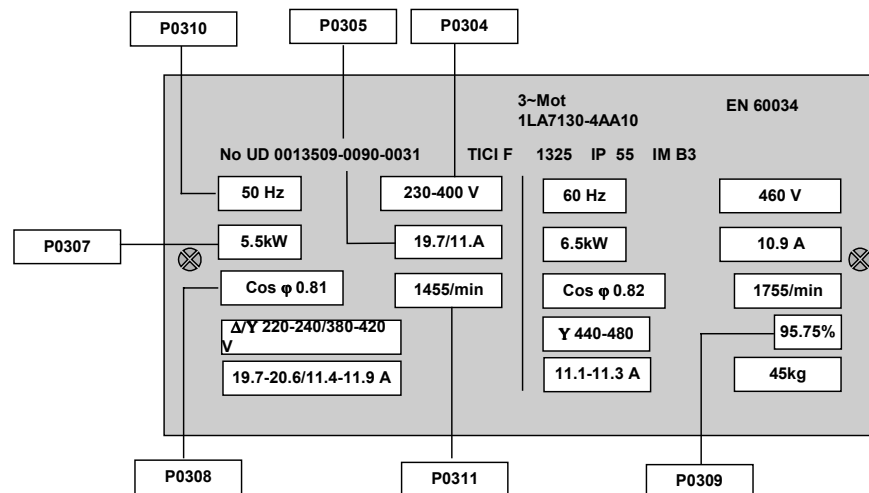 P0310 P0305 P0304
3~Mot EN 60034
1LA7130-4AA10
No UD 0013509-0090-0031 TICI F 1325 IP 55 IM B3
50 Hz 230-400 V 60 Hz 460 V
P0307 5.5kW 19.7/11.A 6.5kW 10.9 A
Cos φ 0.81 1455/min Cos φ 0.82 1755/min
Δ/Y 220-240/380-420
V
Y 440-480 95.75%
19.7-20.6/11.4-11.9 A 11.1-11.3 A 45kg
P0308 P0311 P0309